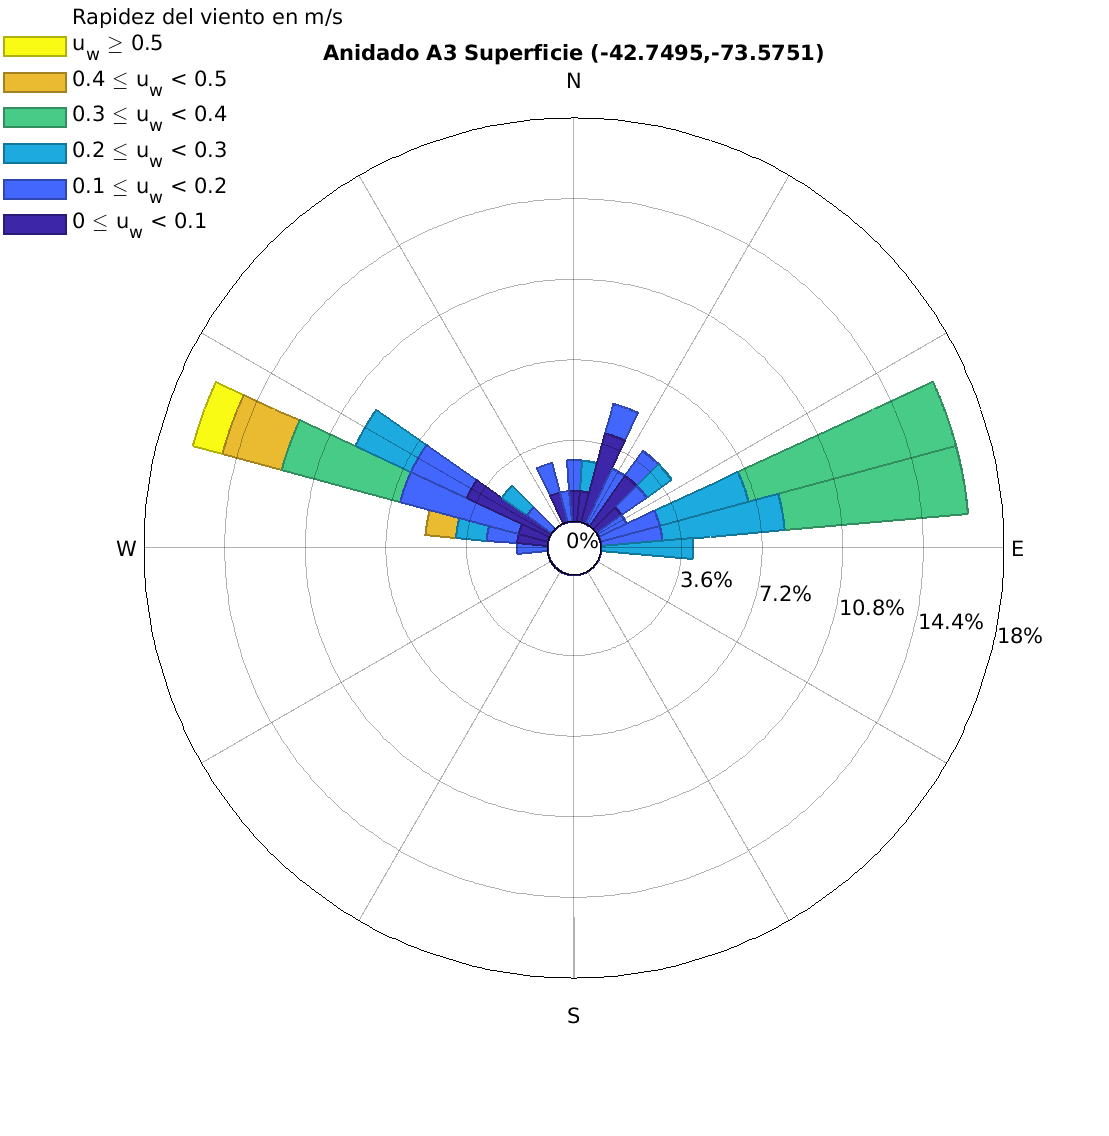 Rapidez del viento en m/s
u_w ≥ 0.5
0.4 ≤ u_w < 0.5
0.3 ≤ u_w < 0.4
0.2 ≤ u_w < 0.3
0.1 ≤ u_w < 0.2
0 ≤ u_w < 0.1
Anidado A3 Superficie (-42.7495,-73.5751)
N
W
0%
E
3.6%
7.2%
10.8%
14.4%
18%
S